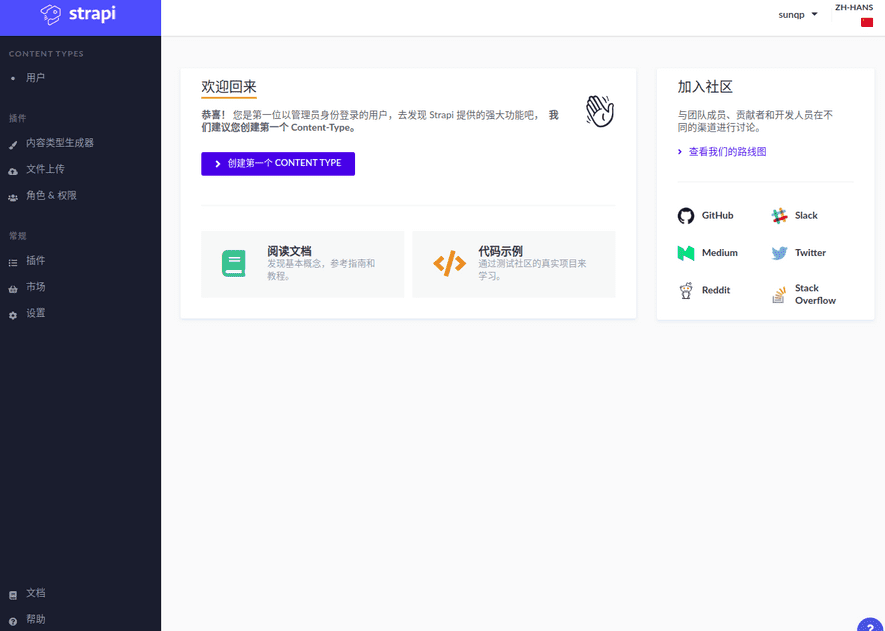 strapi
sunqp
ZH-HANS
CONTENT TYPES
用户
插件
内容类型生成器
文件上传
角色 & 权限
常规
插件
市场
设置
文档
帮助
欢迎回来
恭喜！ 您是第一位以管理员身份登录的用户，去发现 Strapi 提供的强大功能吧， 我
们建议您创建第一个 Content-Type。
创建第一个 CONTENT TYPE
阅读文档
发现基本概念，参考指南和
教程。
代码示例
通过测试社区的真实项目来
学习。
加入社区
与团队成员、贡献者和开发人员在不
同的渠道进行讨论。
查看我们的路线图
GitHub
Slack
Medium
Twitter
Reddit
Stack
Overflow
?